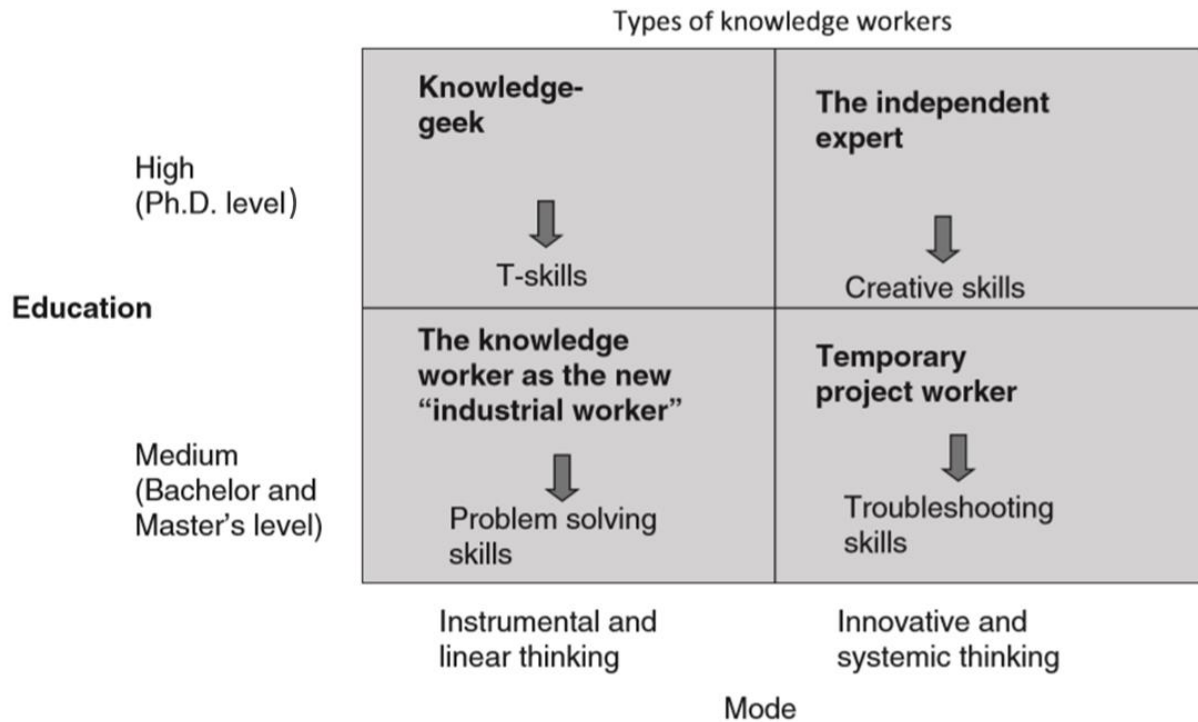 Types of knowledge workers
Knowledge-
geek
The independent
expert
High
(Ph.D. level)
T-skills
Creative skills
Education
The knowledge
worker as the new
“industrial worker”
Temporary
project worker
Medium
(Bachelor and
Master’s level)
Problem solving
skills
Troubleshooting
skills
Instrumental and
linear thinking
Innovative and
systemic thinking
Mode